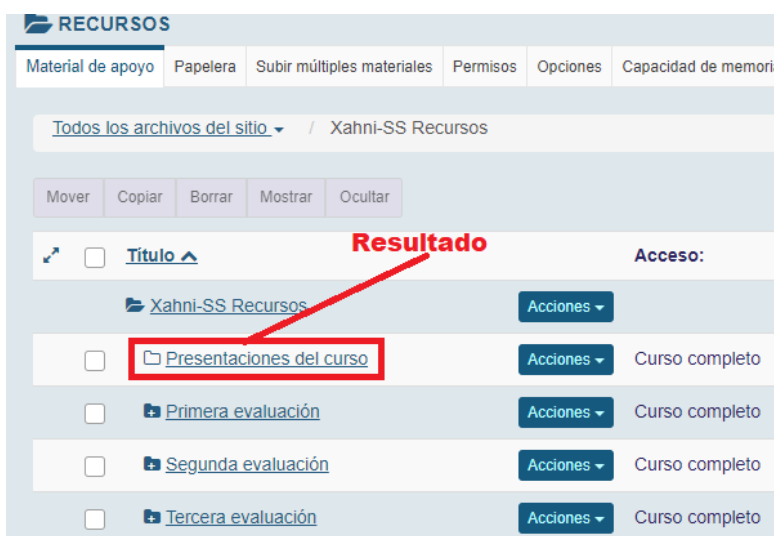 RECURSOS
Material de apoyo Papelera Subir múltiples materiales Permisos Opciones Capacidad de memori
Todos los archivos del sitio / Xahni-SS Recursos
Mover Copiar Borrar Mostrar Ocultar
Resultado
Título Acceso:
Xahni-SS Recursos Acciones
Presentaciones del curso Acciones Curso completo
Primera evaluación Acciones Curso completo
Segunda evaluación Acciones Curso completo
Tercera evaluación Acciones Curso completo